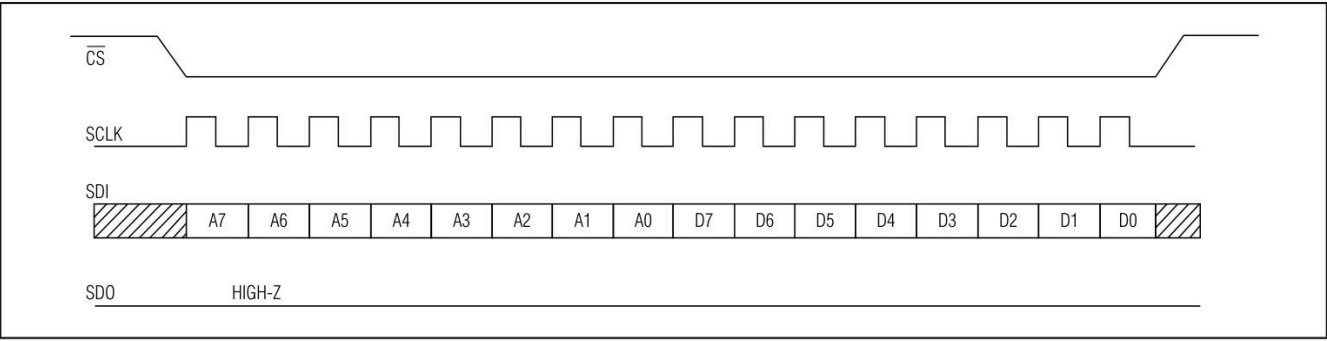 C̅S̅
SCLK
SDI
A7 A6 A5 A4 A3 A2 A1 A0 D7 D6 D5 D4 D3 D2 D1 D0
SDO HIGH-Z